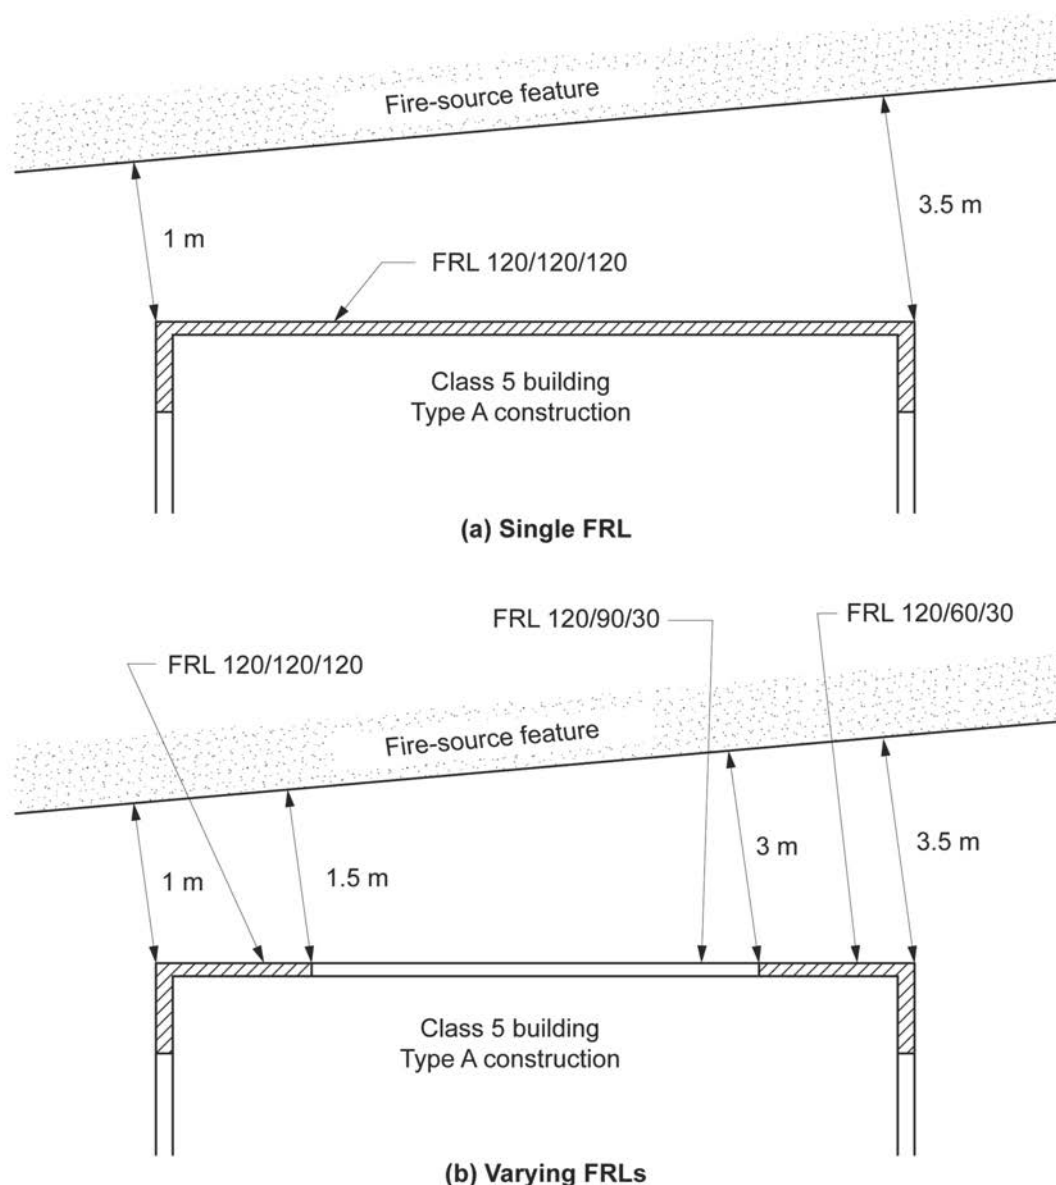 Fire-source feature
1 m
3.5 m
FRL 120/120/120
Class 5 building
Type A construction
(a) Single FRL
FRL 120/90/30
FRL 120/60/30
FRL 120/120/120
Fire-source feature
1 m
1.5 m
3 m
3.5 m
Class 5 building
Type A construction
(b) Varying FRLs